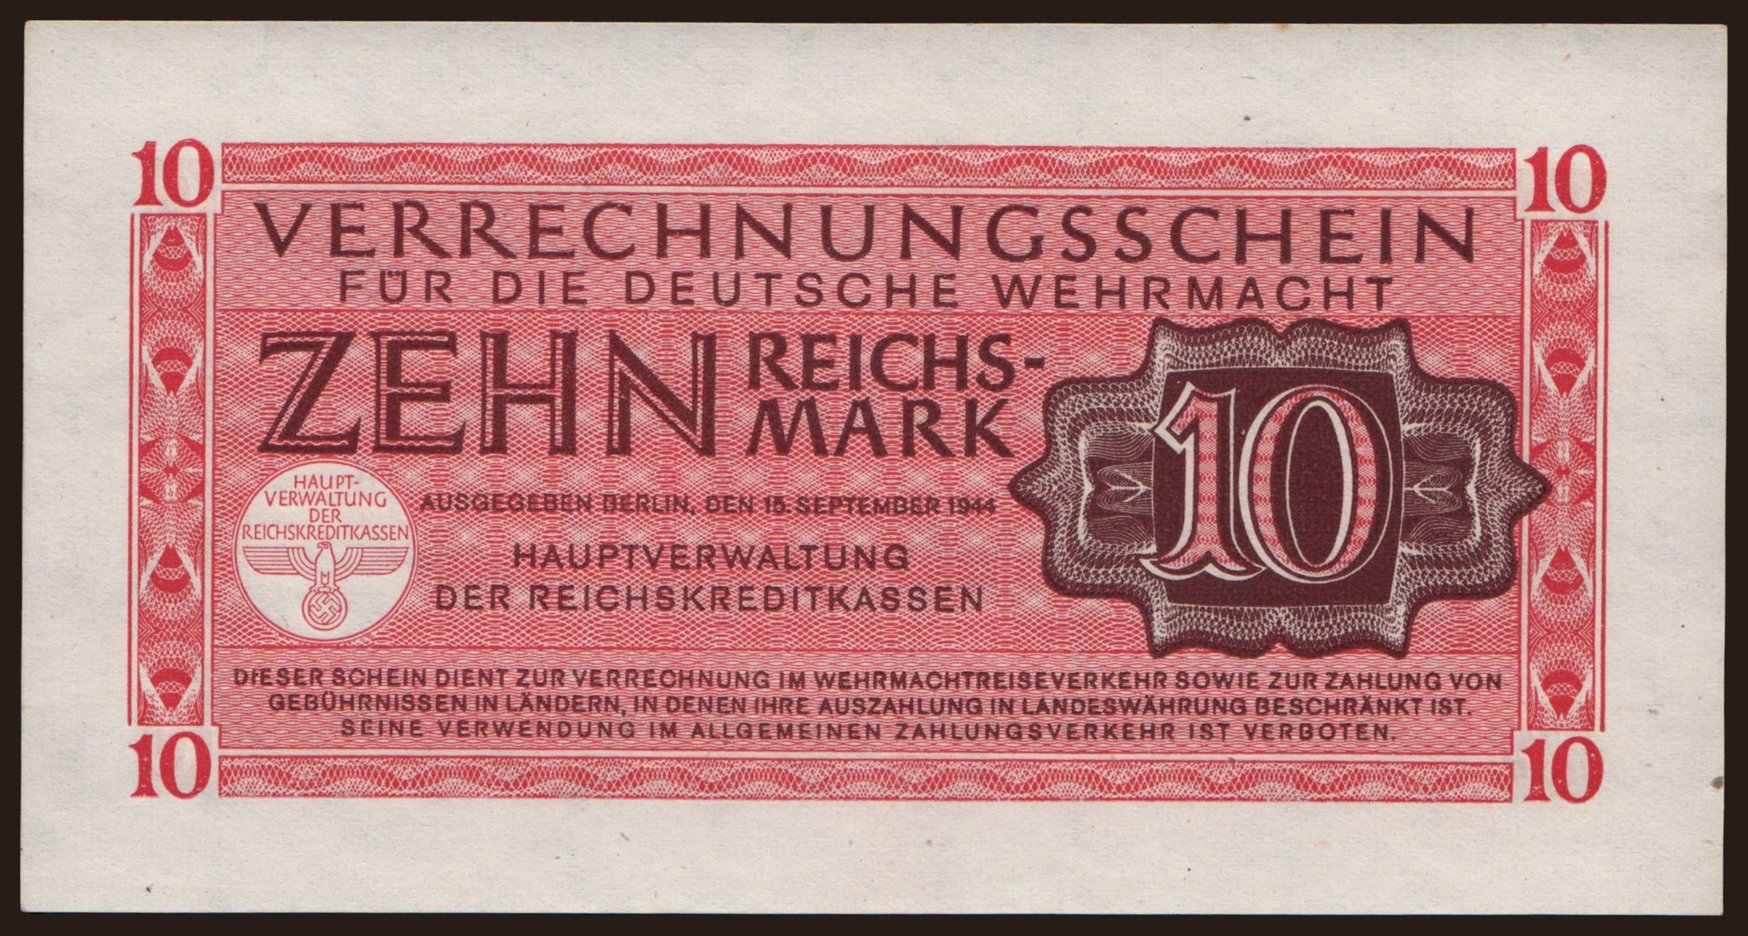 10
10
VERRECHNUNGSSCHEIN
FÜR DIE DEUTSCHE WEHRMACHT
ZEHN REICHS-
MARK
10
HAUPT-
VERWALTUNG
DER
REICHSKREDITKASSEN
AUSGEGEBEN BERLIN, DEN 15. SEPTEMBER 1944
HAUPTVERWALTUNG
DER REICHSKREDITKASSEN
DIESER SCHEIN DIENT ZUR VERRECHNUNG IM WEHRMACHTREISEVERKEHR SOWIE ZUR ZAHLUNG VON
GEBÜHRNISSEN IN LÄNDERN, IN DENEN IHRE AUSZAHLUNG IN LANDESWÄHRUNG BESCHRÄNKT IST.
SEINE VERWENDUNG IM ALLGEMEINEN ZAHLUNGSVERKEHR IST VERBOTEN.
10
10